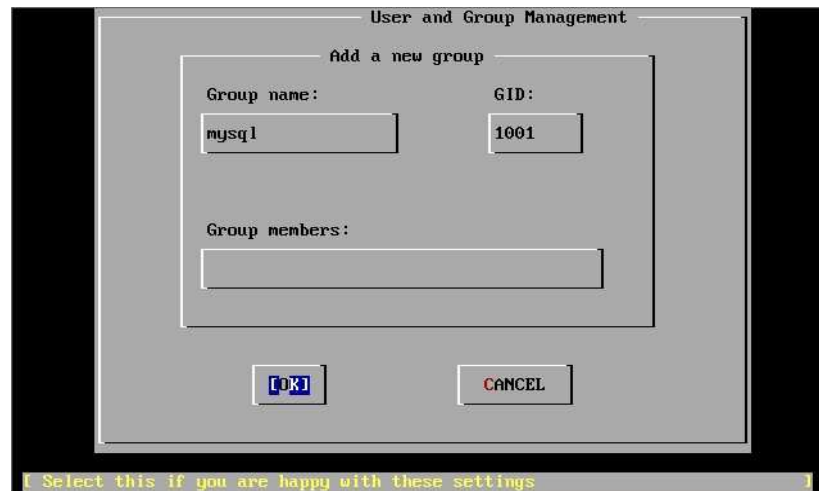 User and Group Management
Add a new group
Group name: GID:
mysql 1001
Group members:
[OK] CANCEL
[ Select this if you are happy with these settings ]